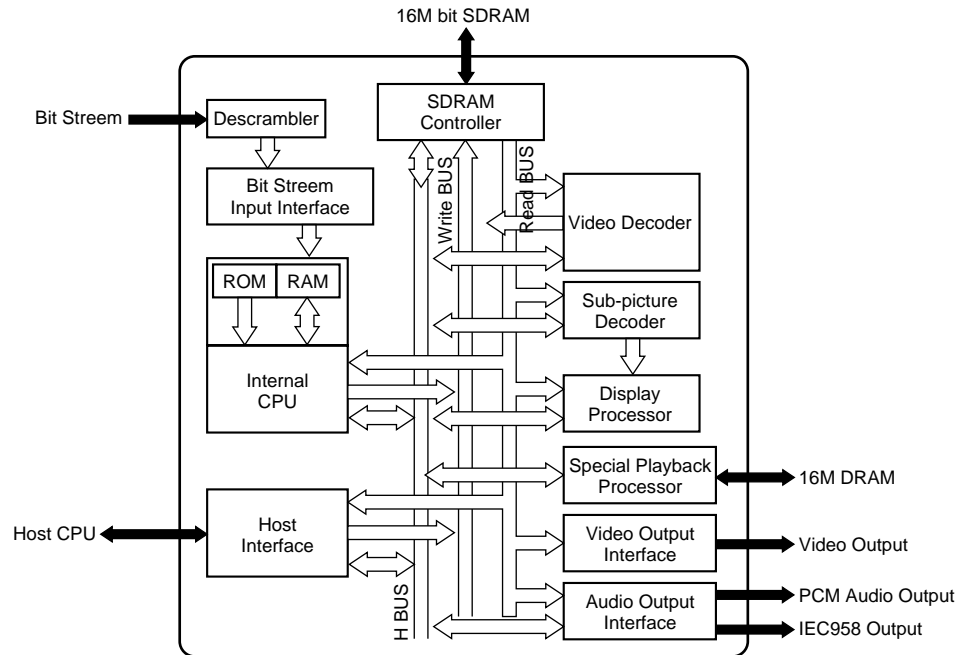 16M bit SDRAM
Bit Streem
Descrambler
SDRAM
Controller
Bit Streem
Input Interface
Write BUS
Read BUS
Video Decoder
ROM
RAM
Sub-picture
Decoder
Internal
CPU
Display
Processor
Special Playback
Processor
16M DRAM
Host CPU
Host
Interface
Video Output
Interface
Video Output
H BUS
Audio Output
Interface
PCM Audio Output
IEC958 Output